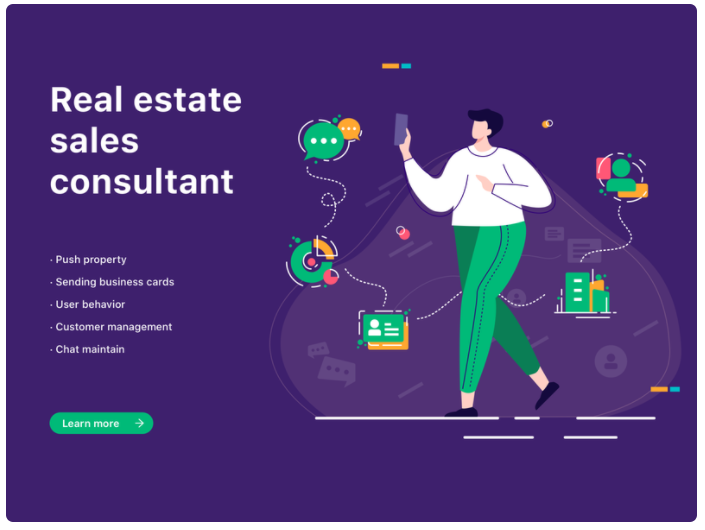 Real estate
sales
consultant
· Push property
· Sending business cards
· User behavior
· Customer management
· Chat maintain
Learn more →